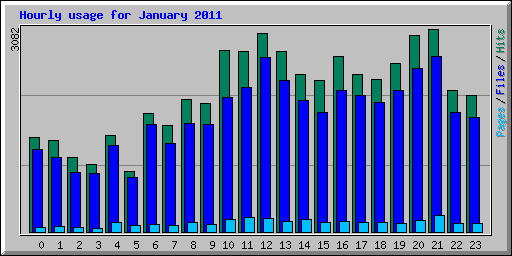 Hourly usage for January 2011
3082
Pages/Files/Hits
0 1 2 3 4 5 6 7 8 9 10 11 12 13 14 15 16 17 18 19 20 21 22 23